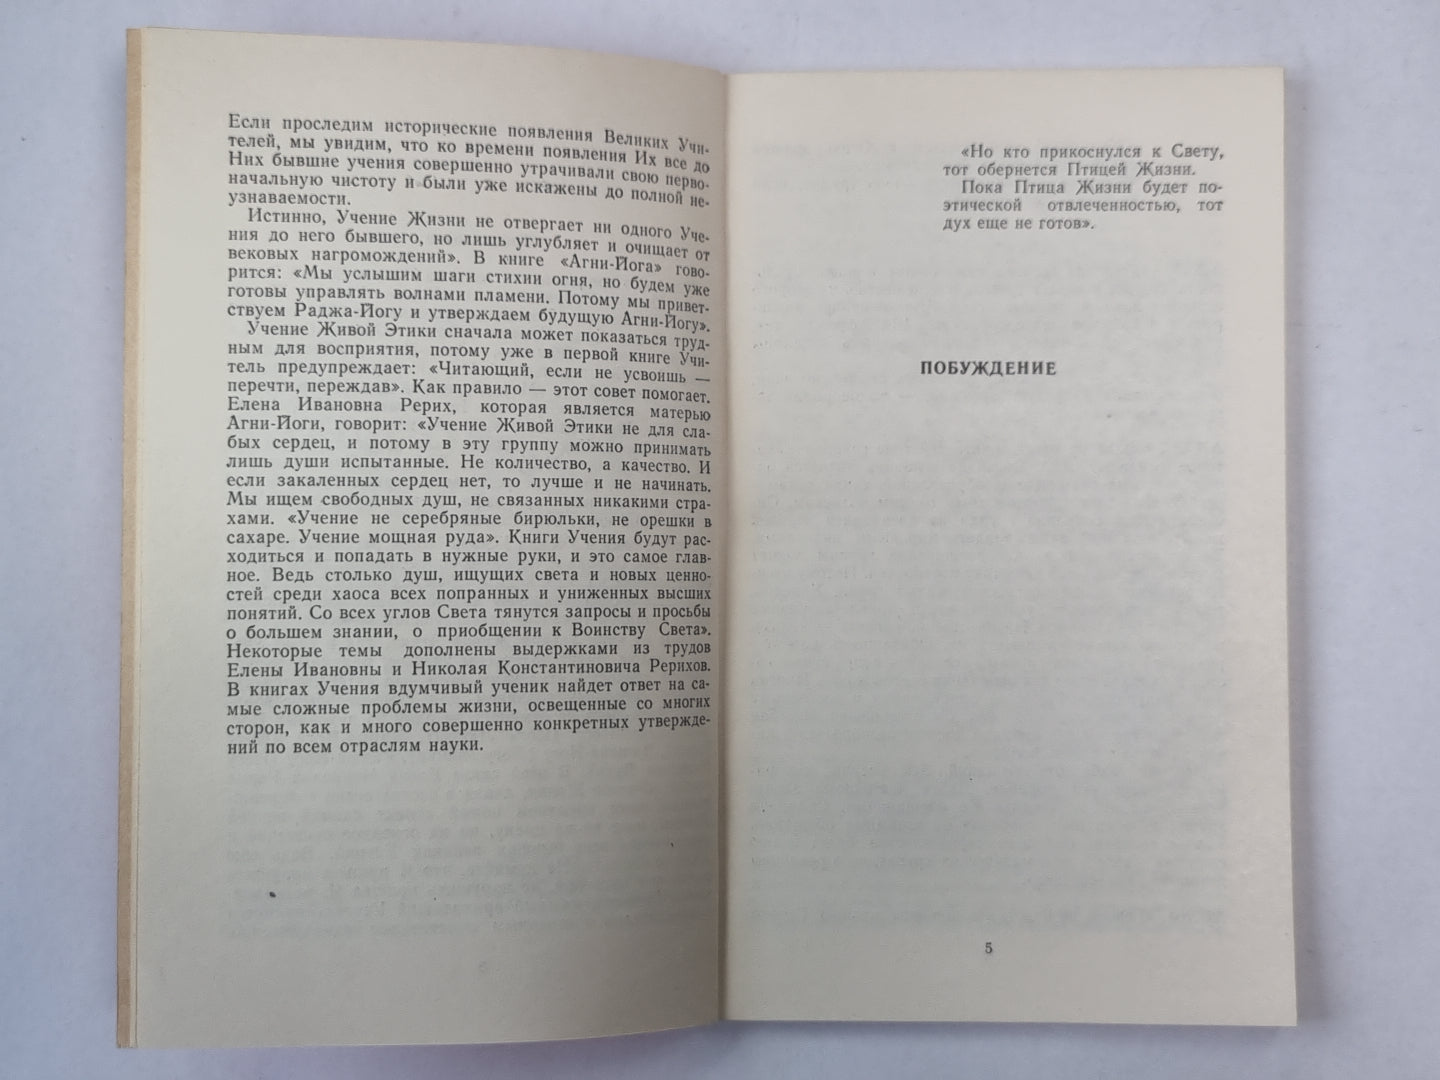 Если проследим исторические появления Великих Учи-
телей, мы увидим, что ко времени появления Их все до
Них бывшие учения совершенно утрачивали свою перво-
начальную чистоту и были уже искажены до полной не-
узнаваемости.
Истинно, Учение Жизни не отвергает ни одного Уче-
ния до него бывшего, но лишь углубляет и очищает от
вековых нагромождений». В книге «Агни-Йога» гово-
рится: «Мы услышим шаги стихии огня, но будем уже
готовы управлять волнами пламени. Потому мы привет-
ствуем Раджа-Йогу и утверждаем будущую Агни-Йогу».
Учение Живой Этики сначала может показаться труд-
ным для восприятия, потому уже в первой книге Учи-
тель предупреждает: «Читающий, если не усвоишь —
перечти, переждав». Как правило — этот совет помогает.
Елена Ивановна Рерих, которая является матерью
Агни-Йоги, говорит: «Учение Живой Этики не для сла-
бых сердец, и потому в эту группу можно принимать
лишь души испытанные. Не количество, а качество. И
если закаленных сердец нет, то лучше и не начинать.
Мы ищем свободных душ, не связанных никакими стра-
хами. «Учение не серебряные бирюльки, не орешки в
сахаре. Учение мощная руда». Книги Учения будут рас-
ходиться и попадать в нужные руки, и это самое глав-
ное. Ведь столько душ, ищущих света и новых ценно-
стей среди хаоса всех попранных и униженных высших
понятий. Со всех углов Света тянутся запросы и просьбы
о большем знании, о приобщении к Воинству Света».
Некоторые темы дополнены выдержками из трудов
Елены Ивановны и Николая Константиновича Рерихов.
В книгах Учения вдумчивый ученик найдет ответ на са-
мые сложные проблемы жизни, освещенные со многих
сторон, как и много совершенно конкретных утвержде-
ний по всем отраслям науки.
«Но кто прикоснулся к Свету,
тот обернется Птицей Жизни.
Пока Птица Жизни будет по-
этической отвлеченностью, тот
дух еще не готов».
ПОБУЖДЕНИЕ
5